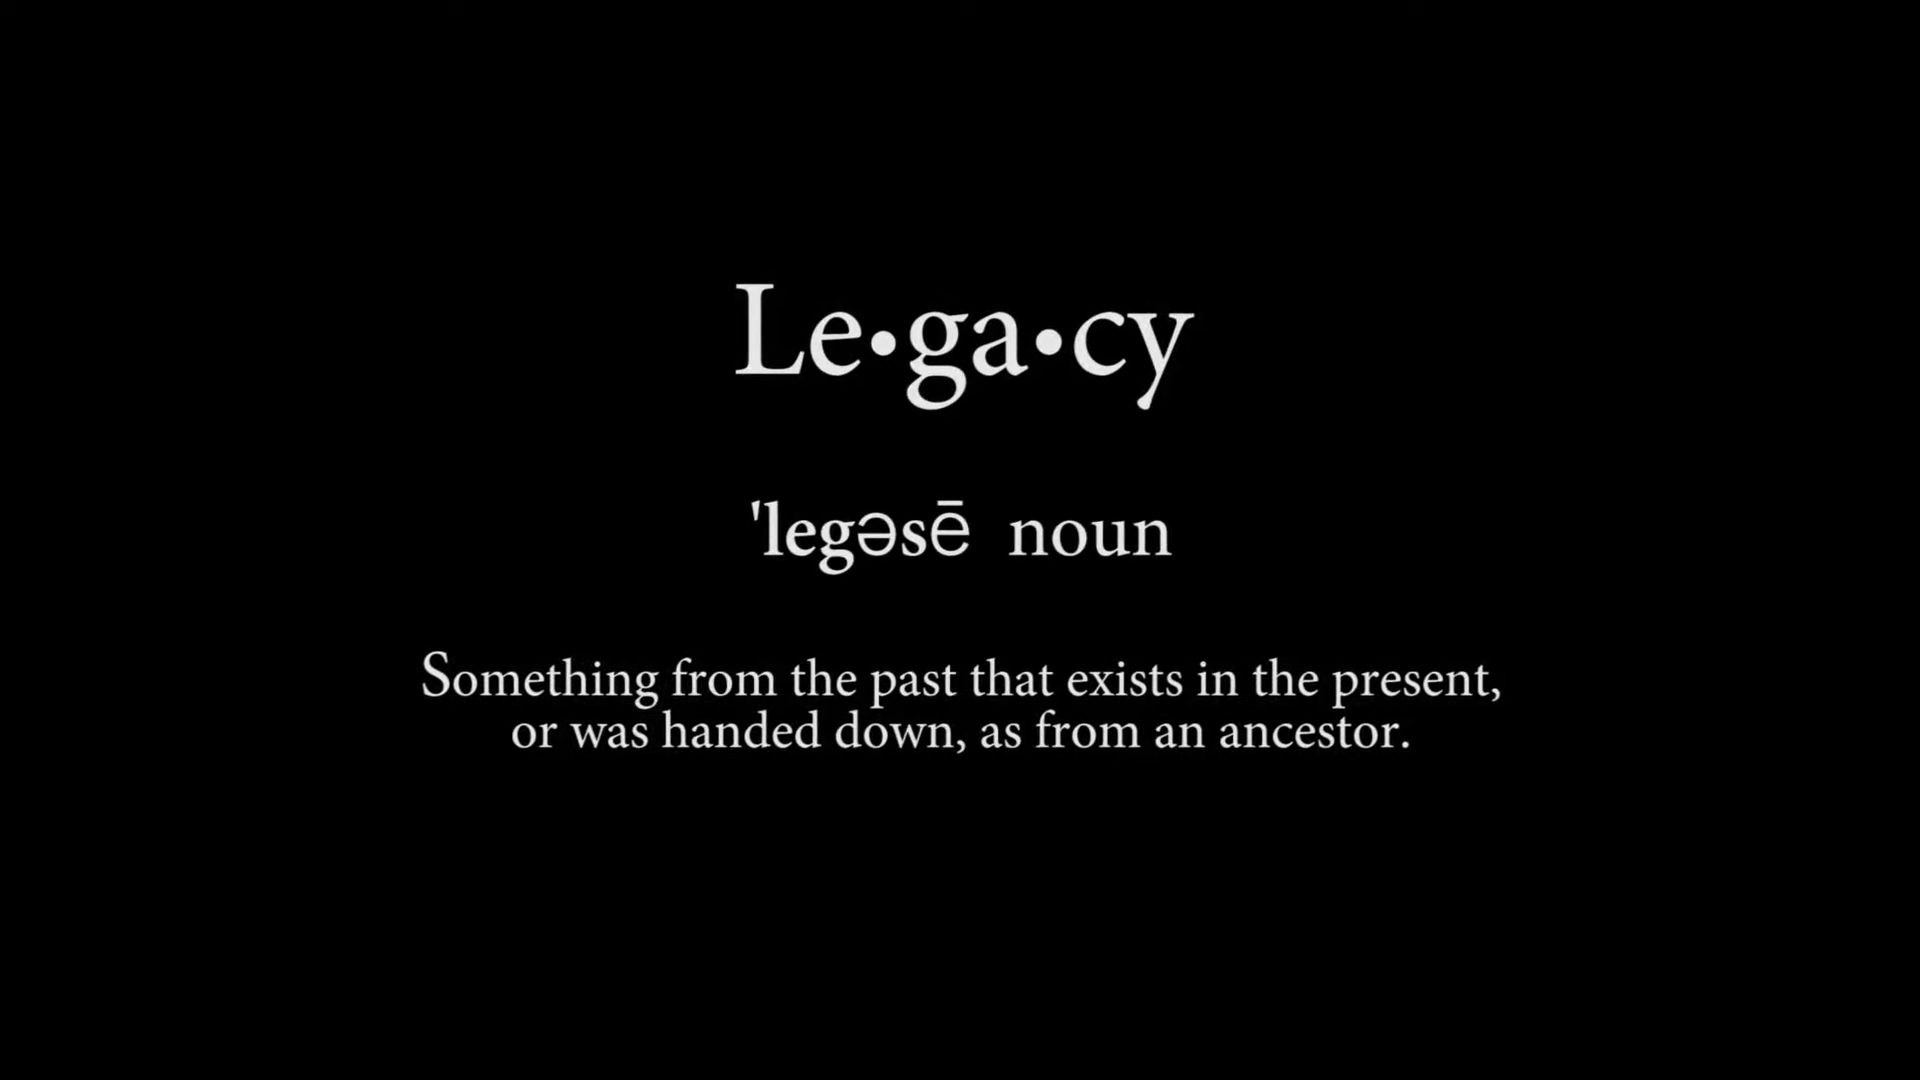 Le•ga•cy
'legəsē noun
Something from the past that exists in the present,
or was handed down, as from an ancestor.